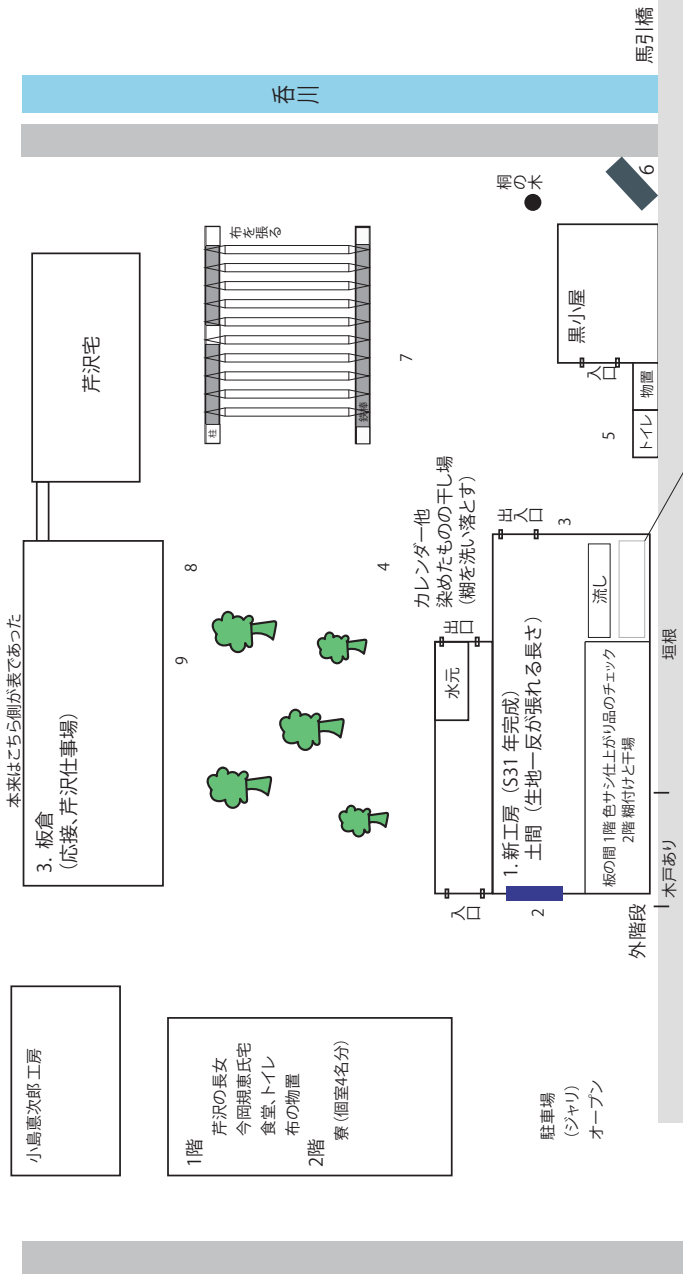 本来はこちら側が表であった
小島悳次郎 工房
3. 板倉
（応接、芹沢仕事場）
芹沢宅
呑川
馬引橋
1階
芹沢の長女
今岡規恵氏宅
食堂、トイレ
布の物置
2階
寮（個室4名分）
9
8
布を張る
柱
鉄棒
7
4
カレンダー他
染めたものの干し場
（糊を洗い落とす）
桐の木
入口
水元
出口
2
1. 新工房（S31 年完成）
土間（生地一反が張れる長さ）
出入口
3
板の間 1階 色サシ仕上がり品のチェック
2階 糊付けと干場
流し
5
トイレ
物置
入口
黒小屋
6
駐車場
（ジャリ）
オープン
外階段
木戸あり
垣根